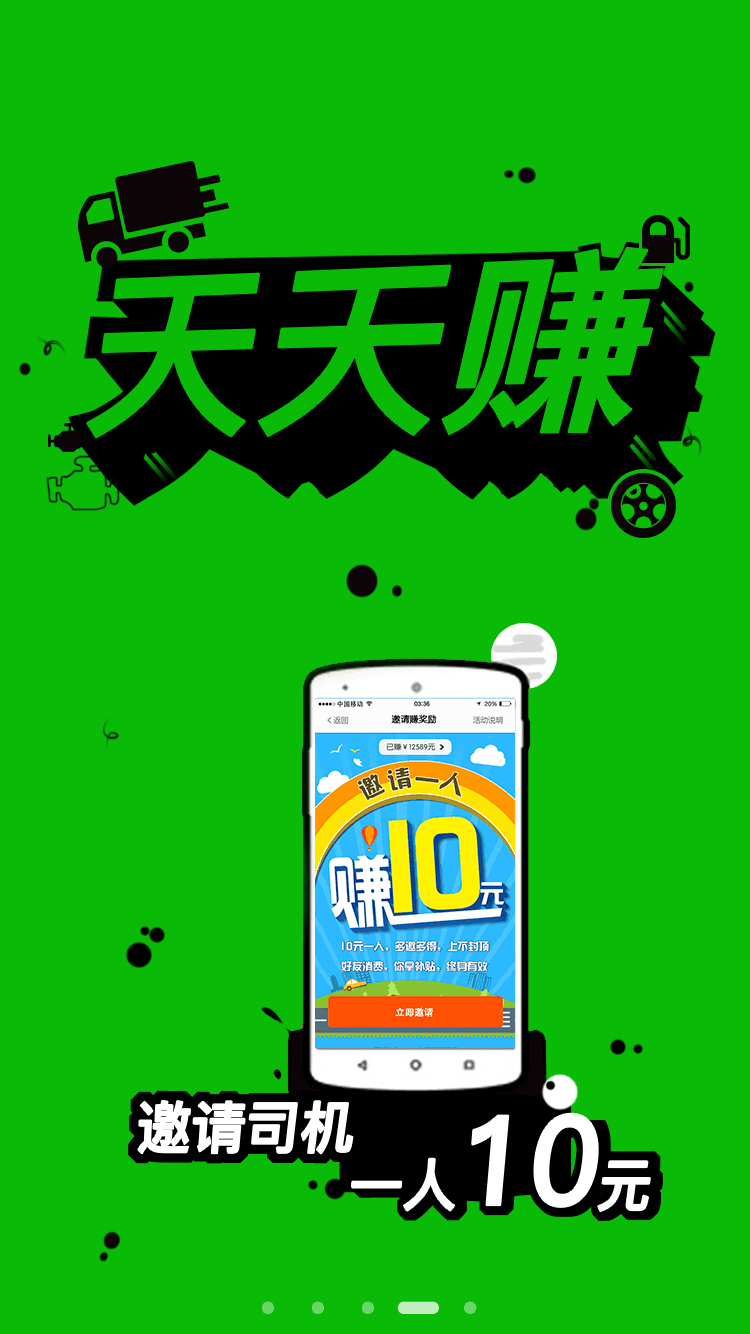 天天赚
中国移动 03:36 20%
返回 邀请赚奖励 活动说明
已赚￥12589元
邀请一人
赚10元
10元一人，多邀多得，上不封顶
好友消费，你拿补贴，终身有效
立即邀请
邀请司机
一人10元